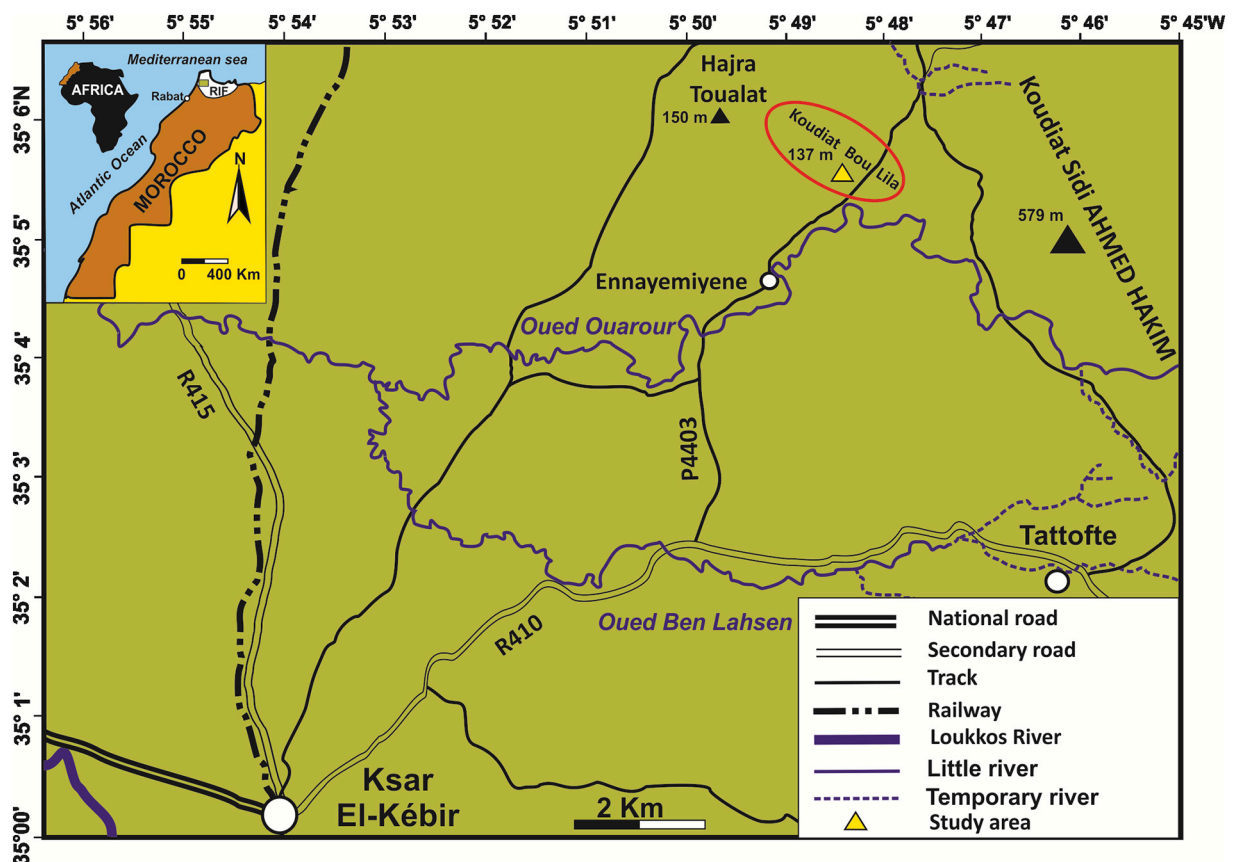 5° 56' 5° 55' 5° 54' 5° 53' 5° 52' 5° 51' 5° 50' 5° 49' 5° 48' 5° 47' 5° 46' 5° 45'W
35° 6'N
35° 5'
35° 4'
35° 3'
35° 2'
35° 1'
35° 00'
Mediterranean sea
AFRICA
Rabat
RIF
Atlantic Ocean
MOROCCO
N
0 400 Km
Hajra
Toualat
150 m
Koudiat Bou Lila
137 m
Koudiat Sidi AHMED HAKIM
579 m
Ennayemiyene
Oued Ouarour
R415
P4403
Tattofte
Oued Ben Lahsen
R410
Ksar
El-Kébir
2 Km
National road
Secondary road
Track
Railway
Loukkos River
Little river
Temporary river
Study area